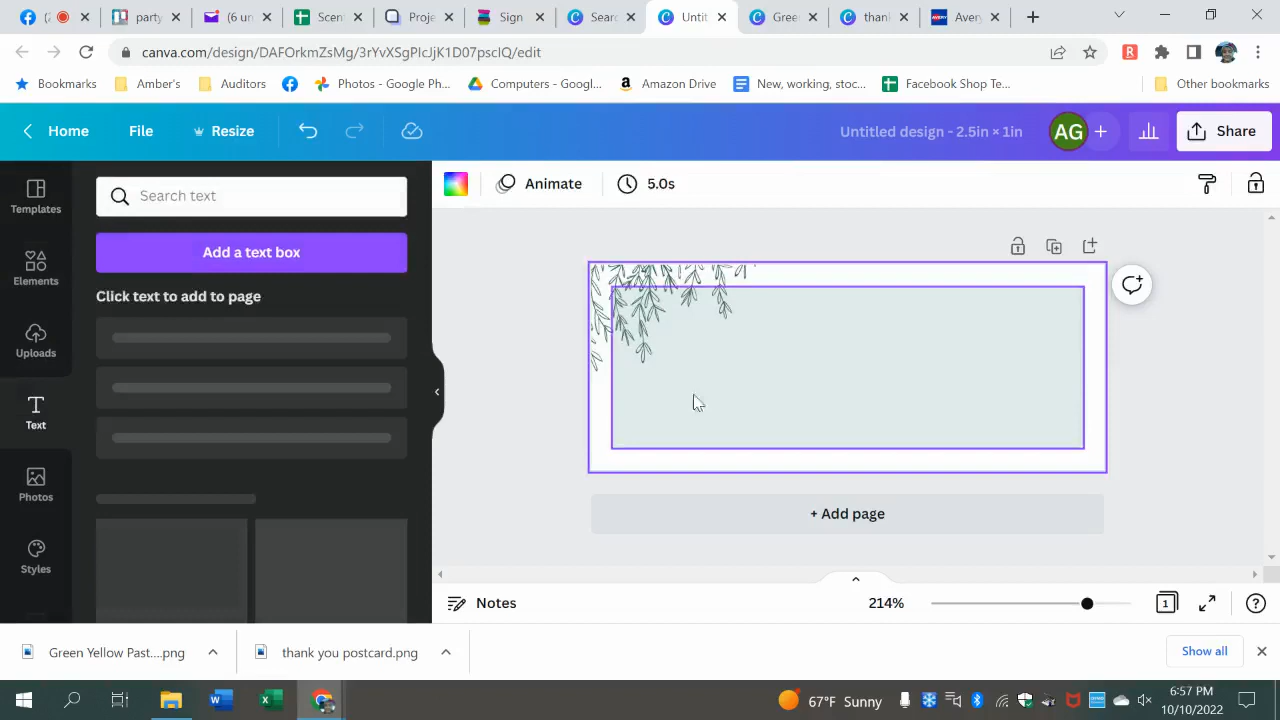 party
(6 un
Scent
Proje
Sign
Searc
Untit
Gree
thank
Avery
canva.com/design/DAFOrkmZsMg/3rYvXSgPIcJjK1D07pscIQ/edit
Bookmarks
Amber's
Auditors
Photos - Google Ph...
Computers - Googl...
Amazon Drive
New, working, stoc...
Facebook Shop Te...
Other bookmarks
Home
File
Resize
Untitled design - 2.5in × 1in
AG
+
Share
Templates
Search text
Animate
5.0s
Add a text box
Elements
Click text to add to page
Uploads
Text
Photos
+ Add page
Styles
Notes
214%
1
Green Yellow Past....png
thank you postcard.png
Show all
67°F Sunny
6:57 PM
10/10/2022